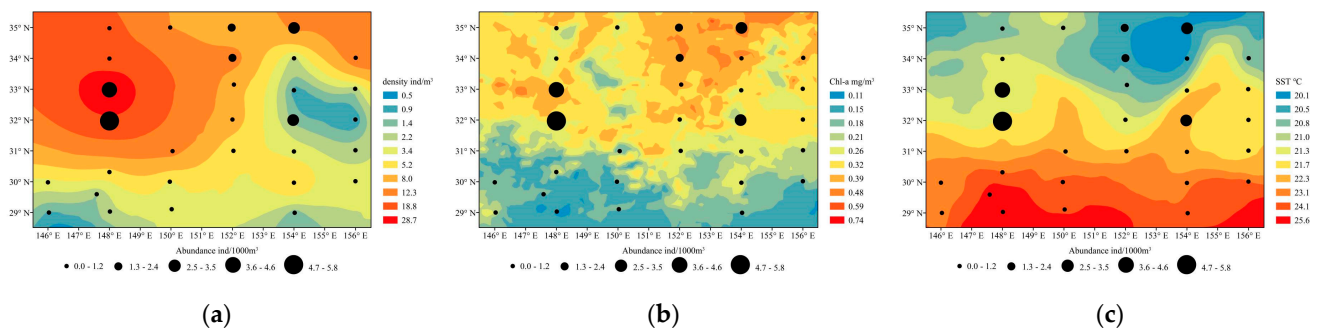 35° N
34° N
33° N
32° N
31° N
30° N
29° N
146° E 147° E 148° E 149° E 150° E 151° E 152° E 153° E 154° E 155° E 156° E
density ind/m³
0.5
0.9
1.4
2.2
3.4
5.2
8.0
12.3
18.8
28.7
Abundance ind/1000m³
0.0 - 1.2 1.3 - 2.4 2.5 - 3.5 3.6 - 4.6 4.7 - 5.8
(a)
35° N
34° N
33° N
32° N
31° N
30° N
29° N
146° E 147° E 148° E 149° E 150° E 151° E 152° E 153° E 154° E 155° E 156° E
Chl-a mg/m³
0.11
0.15
0.18
0.21
0.26
0.32
0.39
0.48
0.59
0.74
Abundance ind/1000m³
0.0 - 1.2 1.3 - 2.4 2.5 - 3.5 3.6 - 4.6 4.7 - 5.8
(b)
35° N
34° N
33° N
32° N
31° N
30° N
29° N
146° E 147° E 148° E 149° E 150° E 151° E 152° E 153° E 154° E 155° E 156° E
SST °C
20.1
20.5
20.8
21.0
21.3
21.7
22.3
23.1
24.1
25.6
Abundance ind/1000m³
0.0 - 1.2 1.3 - 2.4 2.5 - 3.5 3.6 - 4.6 4.7 - 5.8
(c)